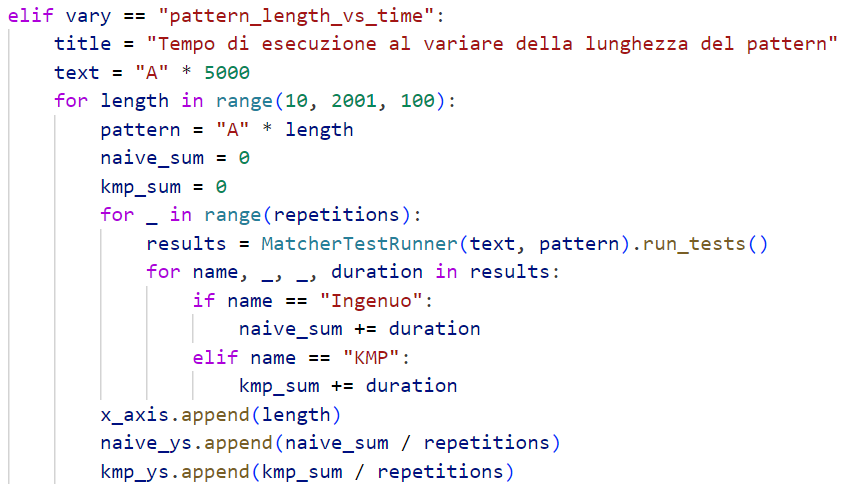 elif vary == "pattern_length_vs_time":
    title = "Tempo di esecuzione al variare della lunghezza del pattern"
    text = "A" * 5000
    for length in range(10, 2001, 100):
        pattern = "A" * length
        naive_sum = 0
        kmp_sum = 0
        for _ in range(repetitions):
            results = MatcherTestRunner(text, pattern).run_tests()
            for name, _, _, duration in results:
                if name == "Ingenuo":
                    naive_sum += duration
                elif name == "KMP":
                    kmp_sum += duration
        x_axis.append(length)
        naive_ys.append(naive_sum / repetitions)
        kmp_ys.append(kmp_sum / repetitions)